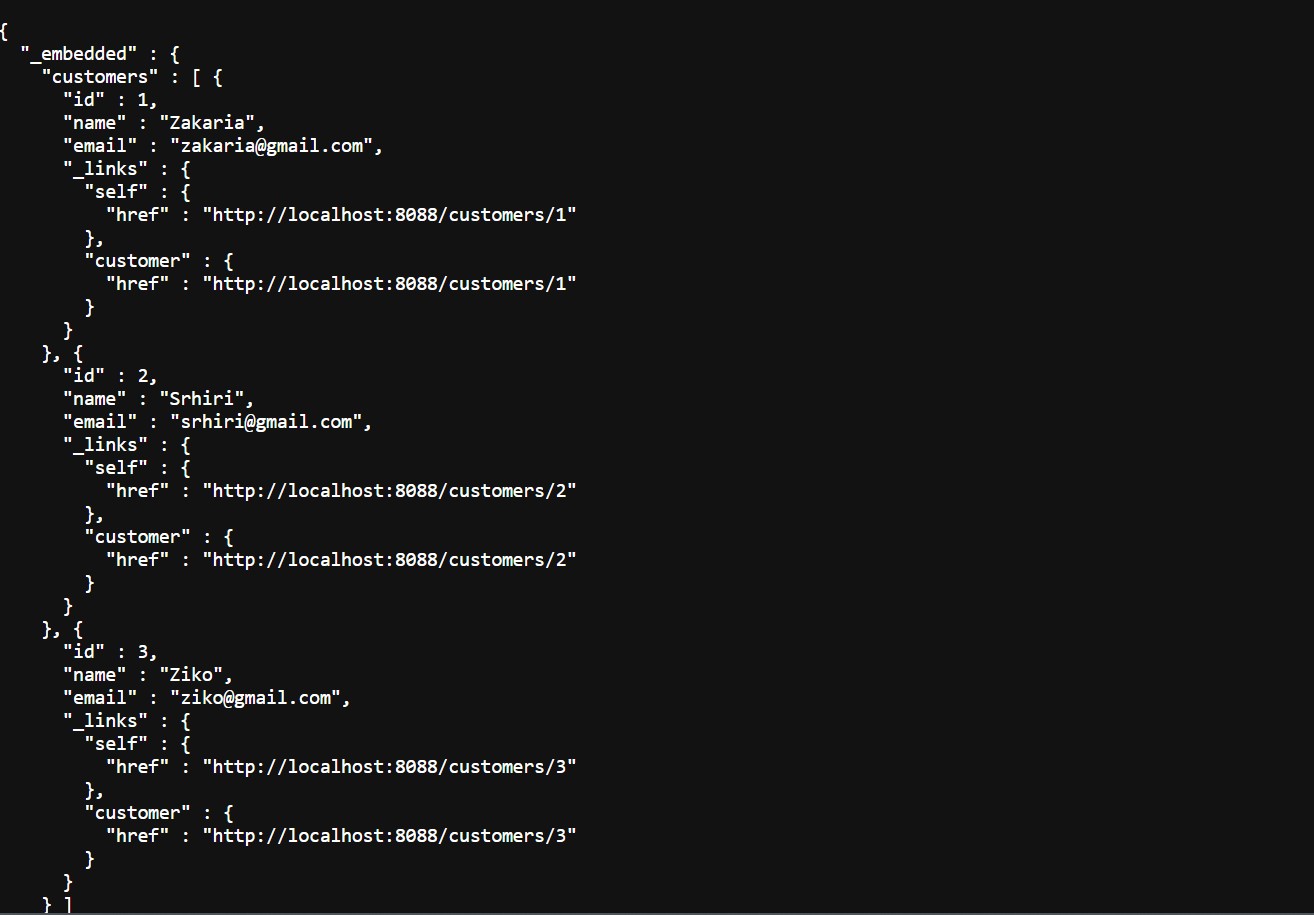 {
  "_embedded" : {
    "customers" : [ {
      "id" : 1,
      "name" : "Zakaria",
      "email" : "zakaria@gmail.com",
      "_links" : {
        "self" : {
          "href" : "http://localhost:8088/customers/1"
        },
        "customer" : {
          "href" : "http://localhost:8088/customers/1"
        }
      }
    }, {
      "id" : 2,
      "name" : "Srhiri",
      "email" : "srhiri@gmail.com",
      "_links" : {
        "self" : {
          "href" : "http://localhost:8088/customers/2"
        },
        "customer" : {
          "href" : "http://localhost:8088/customers/2"
        }
      }
    }, {
      "id" : 3,
      "name" : "Ziko",
      "email" : "ziko@gmail.com",
      "_links" : {
        "self" : {
          "href" : "http://localhost:8088/customers/3"
        },
        "customer" : {
          "href" : "http://localhost:8088/customers/3"
        }
      }
    } ]